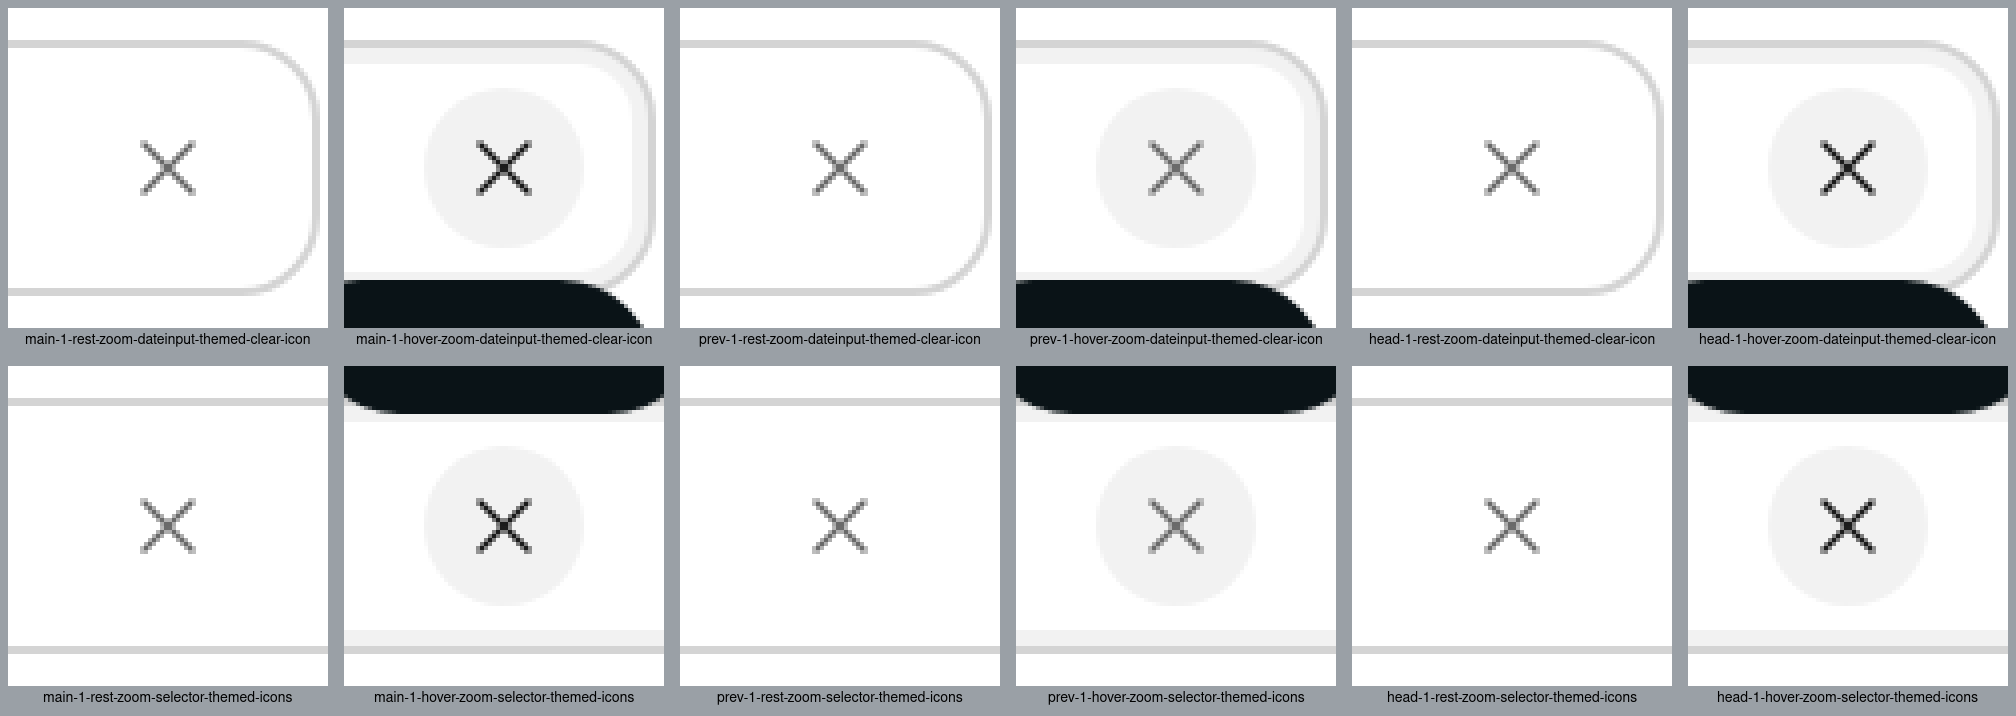 main-1-rest-zoom-dateinput-themed-clear-icon
main-1-hover-zoom-dateinput-themed-clear-icon
prev-1-rest-zoom-dateinput-themed-clear-icon
prev-1-hover-zoom-dateinput-themed-clear-icon
head-1-rest-zoom-dateinput-themed-clear-icon
head-1-hover-zoom-dateinput-themed-clear-icon
main-1-rest-zoom-selector-themed-icons
main-1-hover-zoom-selector-themed-icons
prev-1-rest-zoom-selector-themed-icons
prev-1-hover-zoom-selector-themed-icons
head-1-rest-zoom-selector-themed-icons
head-1-hover-zoom-selector-themed-icons